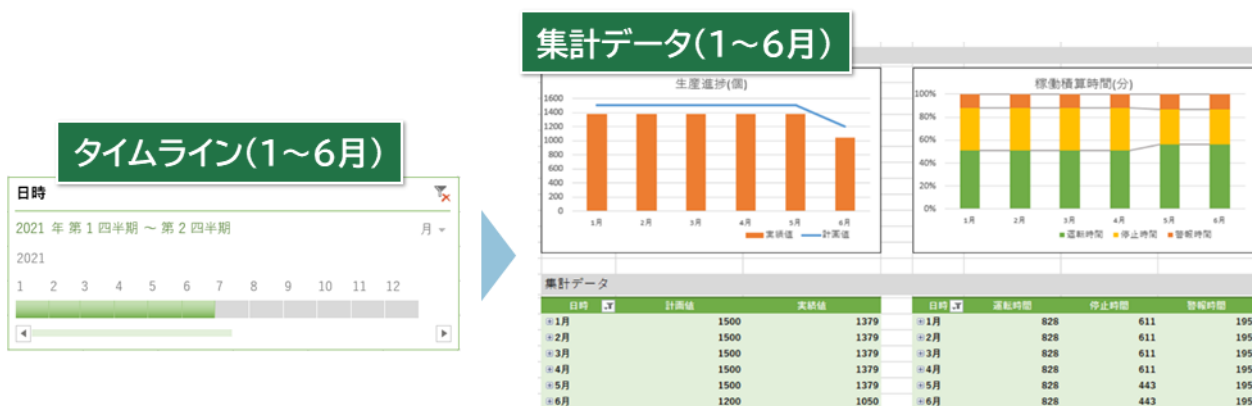 集計データ(1～6月)
タイムライン(1～6月)
日時
2021 年 第 1 四半期 ～ 第 2 四半期
月
2021
1 2 3 4 5 6 7 8 9 10 11 12
生産進捗(個)
1600
1400
1200
1000
800
600
400
200
0
1月 2月 3月 4月 5月 6月
実績値 計画値
稼働積算時間(分)
100%
80%
60%
40%
20%
0%
1月 2月 3月 4月 5月 6月
運転時間 停止時間 警報時間
集計データ
日時 計画値 実績値
1月 1500 1379
2月 1500 1379
3月 1500 1379
4月 1500 1379
5月 1500 1379
6月 1200 1050
日時 運転時間 停止時間 警報時間
1月 828 611 195
2月 828 611 195
3月 828 611 195
4月 828 611 195
5月 828 443 195
6月 828 443 195